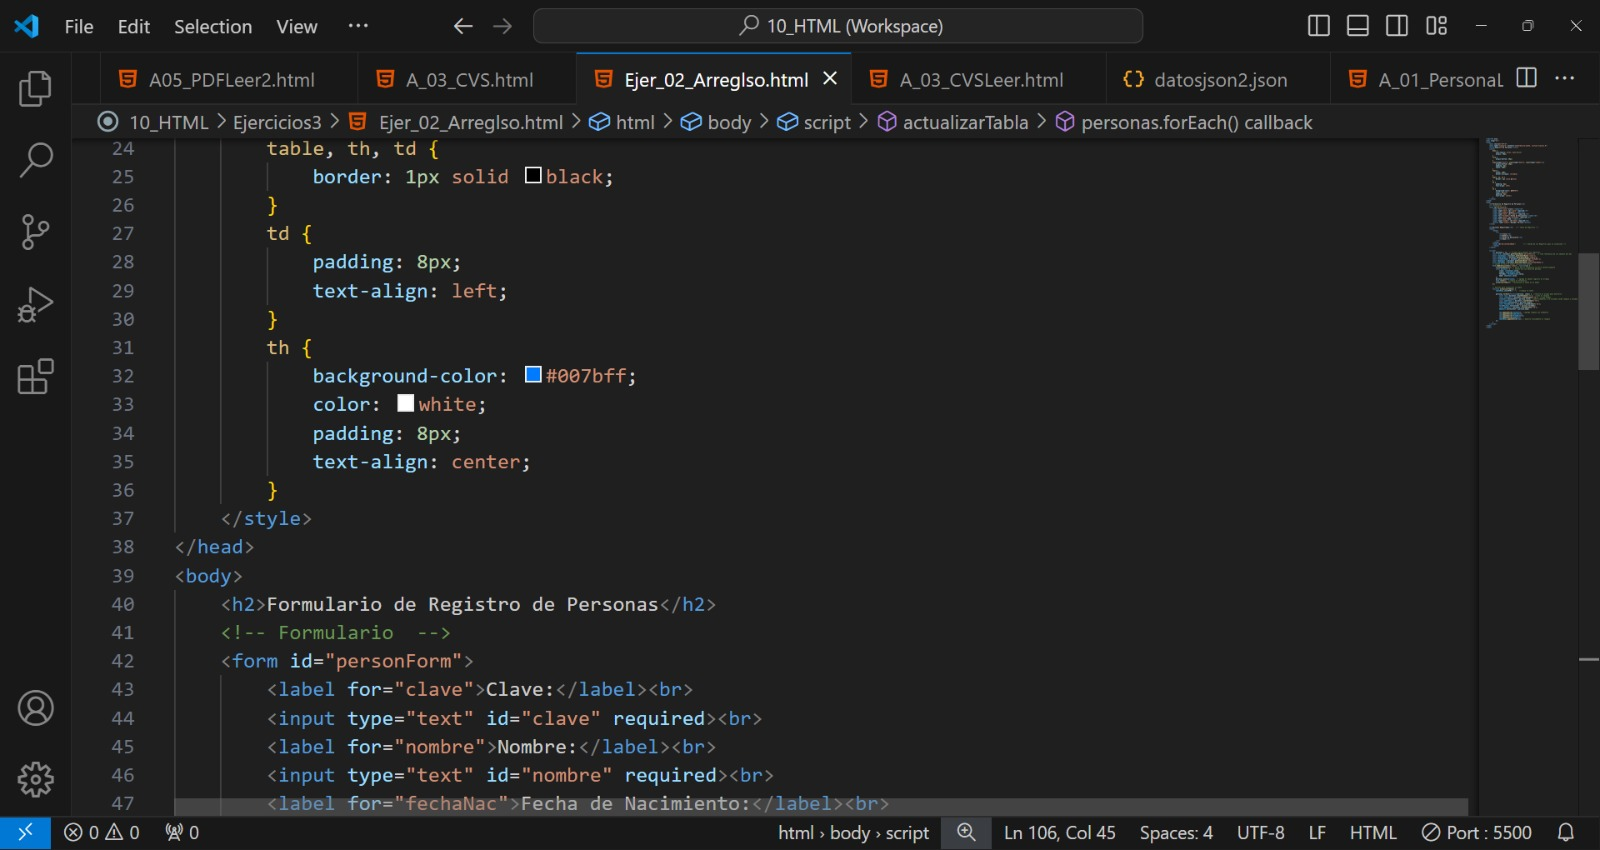 File Edit Selection View ··· 10_HTML (Workspace)
A05_PDFLeer2.html A_03_CVS.html Ejer_02_Arreglso.html A_03_CVSLeer.html {} datosjson2.json A_01_Personal
10_HTML > Ejercicios3 > Ejer_02_Arreglso.html > html > body > script > actualizarTabla > personas.forEach() callback
24 table, th, td {
25 border: 1px solid black;
26 }
27 td {
28 padding: 8px;
29 text-align: left;
30 }
31 th {
32 background-color: #007bff;
33 color: white;
34 padding: 8px;
35 text-align: center;
36 }
37 </style>
38 </head>
39 <body>
40 <h2>Formulario de Registro de Personas</h2>
41 <!-- Formulario  -->
42 <form id="personForm">
43 <label for="clave">Clave:</label><br>
44 <input type="text" id="clave" required><br>
45 <label for="nombre">Nombre:</label><br>
46 <input type="text" id="nombre" required><br>
47 <label for="fechaNac">Fecha de Nacimiento:</label><br>
0 0 0 html › body › script Ln 106, Col 45 Spaces: 4 UTF-8 LF HTML Port : 5500